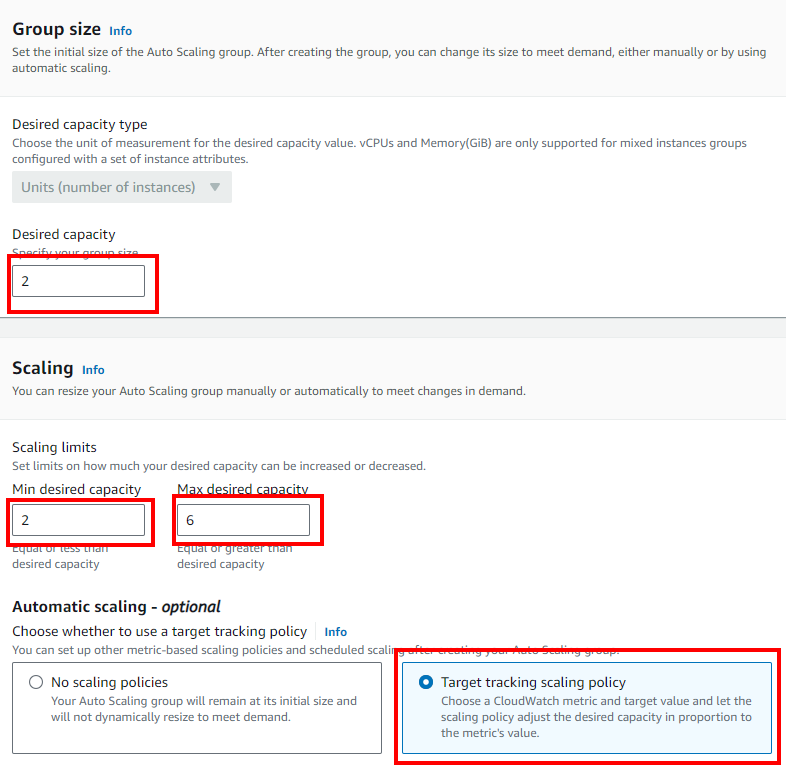 Group size Info
Set the initial size of the Auto Scaling group. After creating the group, you can change its size to meet demand, either manually or by using
automatic scaling.
Desired capacity type
Choose the unit of measurement for the desired capacity value. vCPUs and Memory(GiB) are only supported for mixed instances groups
configured with a set of instance attributes.
Units (number of instances)
Desired capacity
Specify your group size.
2
Scaling Info
You can resize your Auto Scaling group manually or automatically to meet changes in demand.
Scaling limits
Set limits on how much your desired capacity can be increased or decreased.
Min desired capacity Max desired capacity
2 6
Equal or less than Equal or greater than
desired capacity desired capacity
Automatic scaling - optional
Choose whether to use a target tracking policy Info
You can set up other metric-based scaling policies and scheduled scaling after creating your Auto Scaling group.
No scaling policies
Your Auto Scaling group will remain at its initial size and
will not dynamically resize to meet demand.
Target tracking scaling policy
Choose a CloudWatch metric and target value and let the
scaling policy adjust the desired capacity in proportion to
the metric's value.